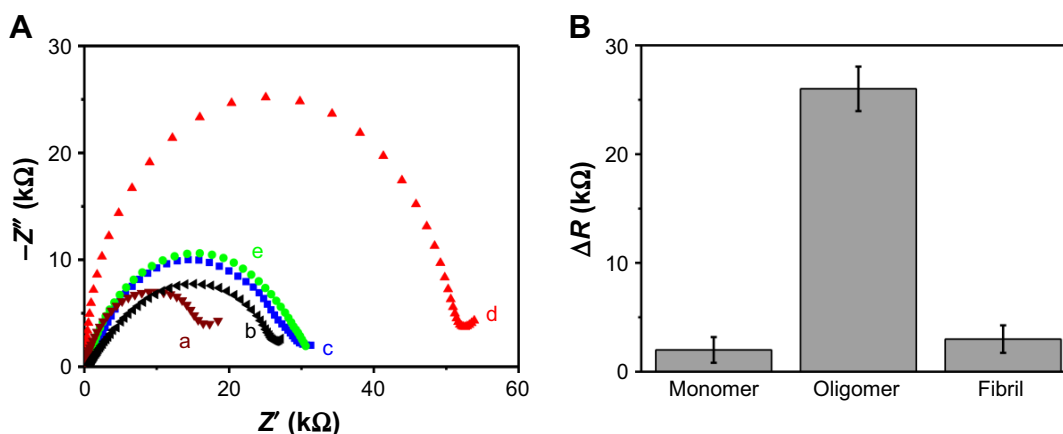 A
30
20
10
0
–Z″ (kΩ)
e
d
a
b
c
0 20 40 60
Z′ (kΩ)
B
30
20
10
0
ΔR (kΩ)
Monomer Oligomer Fibril